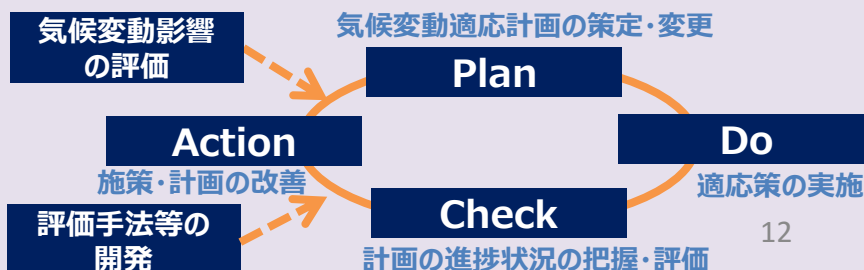 気候変動影響
の評価
気候変動適応計画の策定･変更
Plan
Action
施策･計画の改善
Do
適応策の実施
評価手法等の
開発
Check
計画の進捗状況の把握･評価
12